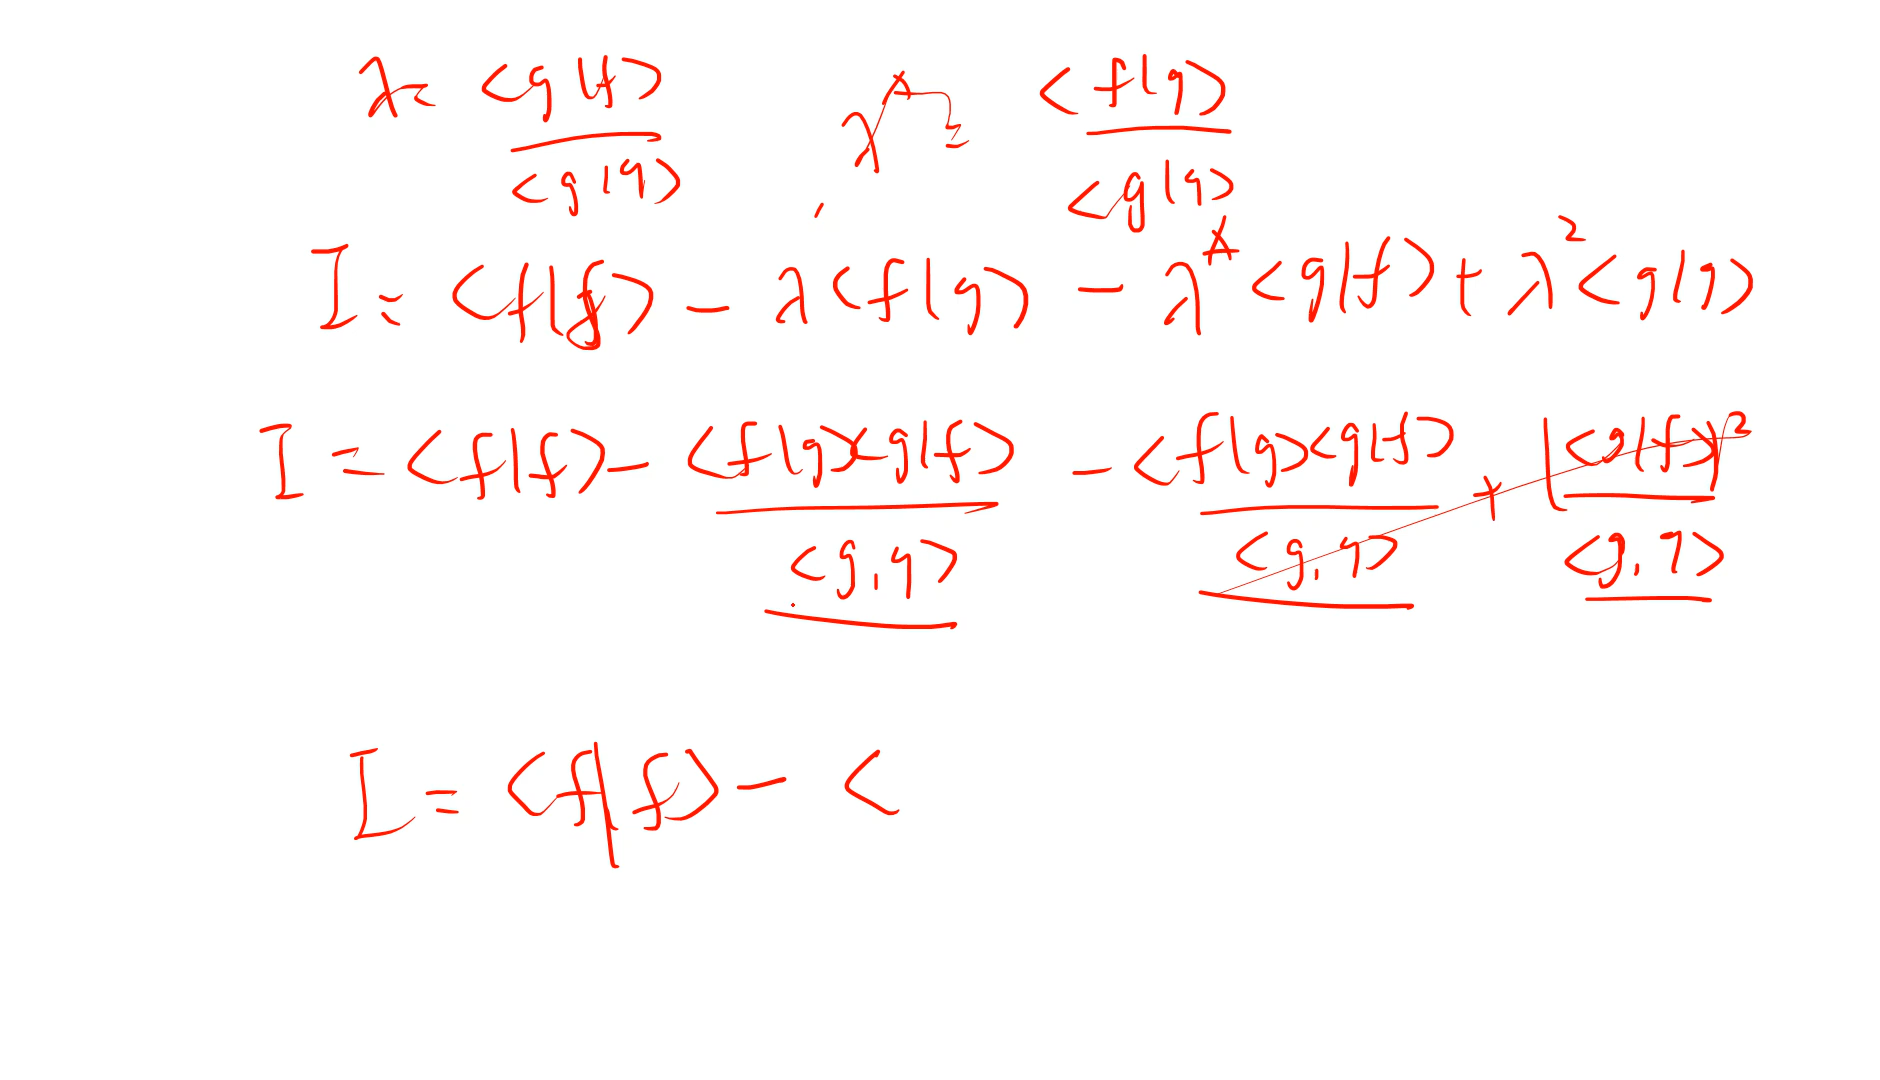 λ = <g|f> / <g|g>   λ* = <f|g> / <g|g>
I = <f|f> - λ<f|g> - λ*<g|f> + λ²<g|g>
I = <f|f> - <f|g><g|f> / <g,g> - <f|g><g|f> / <g,g> + |<g|f>|² / <g,g>
I = <f|f> - <